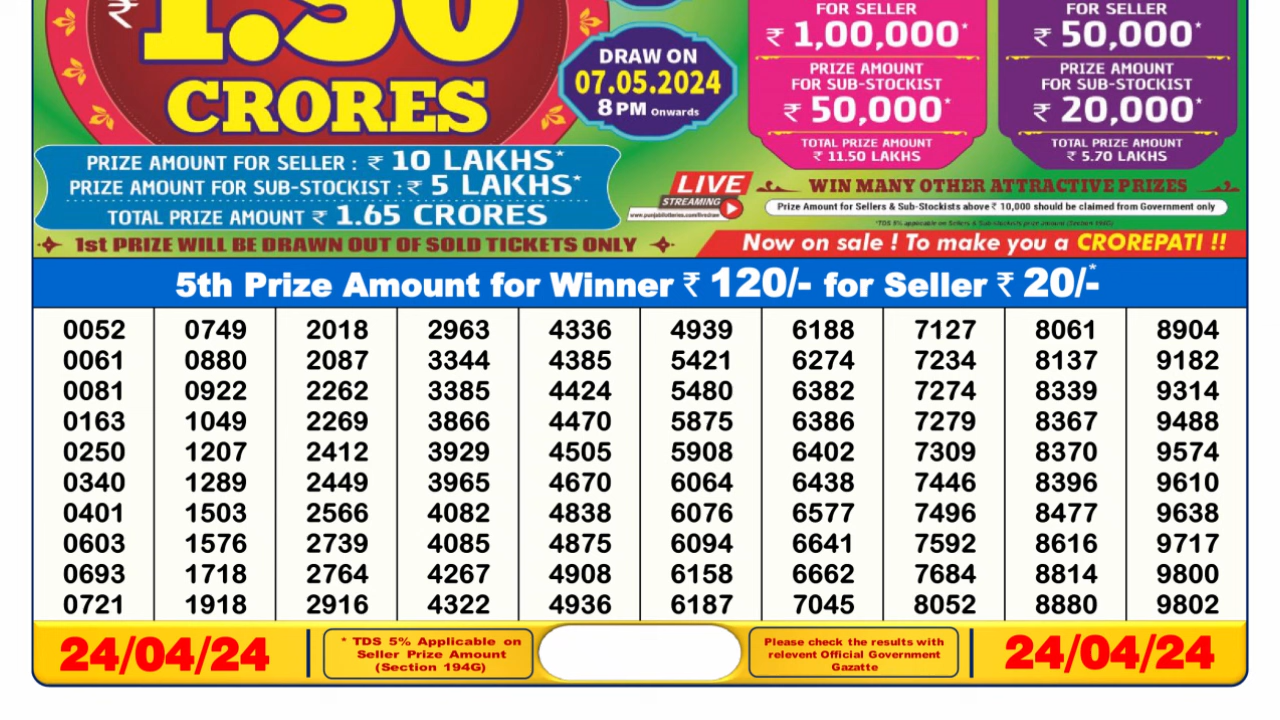 ₹ 1.50
CRORES
DRAW ON
07.05.2024
8 PM Onwards
FOR SELLER
₹ 1,00,000*
PRIZE AMOUNT
FOR SUB-STOCKIST
₹ 50,000*
TOTAL PRIZE AMOUNT
₹ 11.50 LAKHS
FOR SELLER
₹ 50,000*
PRIZE AMOUNT
FOR SUB-STOCKIST
₹ 20,000*
TOTAL PRIZE AMOUNT
₹ 5.70 LAKHS
PRIZE AMOUNT FOR SELLER : ₹ 10 LAKHS*
PRIZE AMOUNT FOR SUB-STOCKIST : ₹ 5 LAKHS*
TOTAL PRIZE AMOUNT ₹ 1.65 CRORES
LIVE
STREAMING
WIN MANY OTHER ATTRACTIVE PRIZES
Prize Amount for Sellers & Sub-Stockists above ₹ 10,000 should be claimed from Government only
1st PRIZE WILL BE DRAWN OUT OF SOLD TICKETS ONLY
Now on sale ! To make you a CROREPATI !!
5th Prize Amount for Winner ₹ 120/- for Seller ₹ 20/-*
0052 0749 2018 2963 4336 4939 6188 7127 8061 8904
0061 0880 2087 3344 4385 5421 6274 7234 8137 9182
0081 0922 2262 3385 4424 5480 6382 7274 8339 9314
0163 1049 2269 3866 4470 5875 6386 7279 8367 9488
0250 1207 2412 3929 4505 5908 6402 7309 8370 9574
0340 1289 2449 3965 4670 6064 6438 7446 8396 9610
0401 1503 2566 4082 4838 6076 6577 7496 8477 9638
0603 1576 2739 4085 4875 6094 6641 7592 8616 9717
0693 1718 2764 4267 4908 6158 6662 7684 8814 9800
0721 1918 2916 4322 4936 6187 7045 8052 8880 9802
24/04/24
* TDS 5% Applicable on
Seller Prize Amount
(Section 194G)
Please check the results with
relevent Official Government
Gazatte
24/04/24